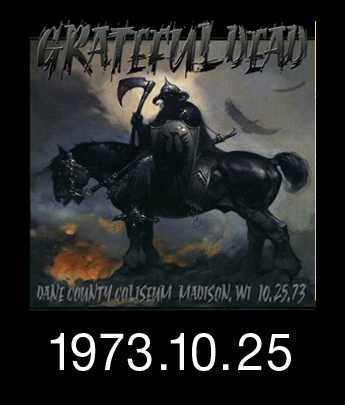 GRATEFUL DEAD
DANE COUNTY COLISEUM MADISON, WI 10.25.73
1973.10.25